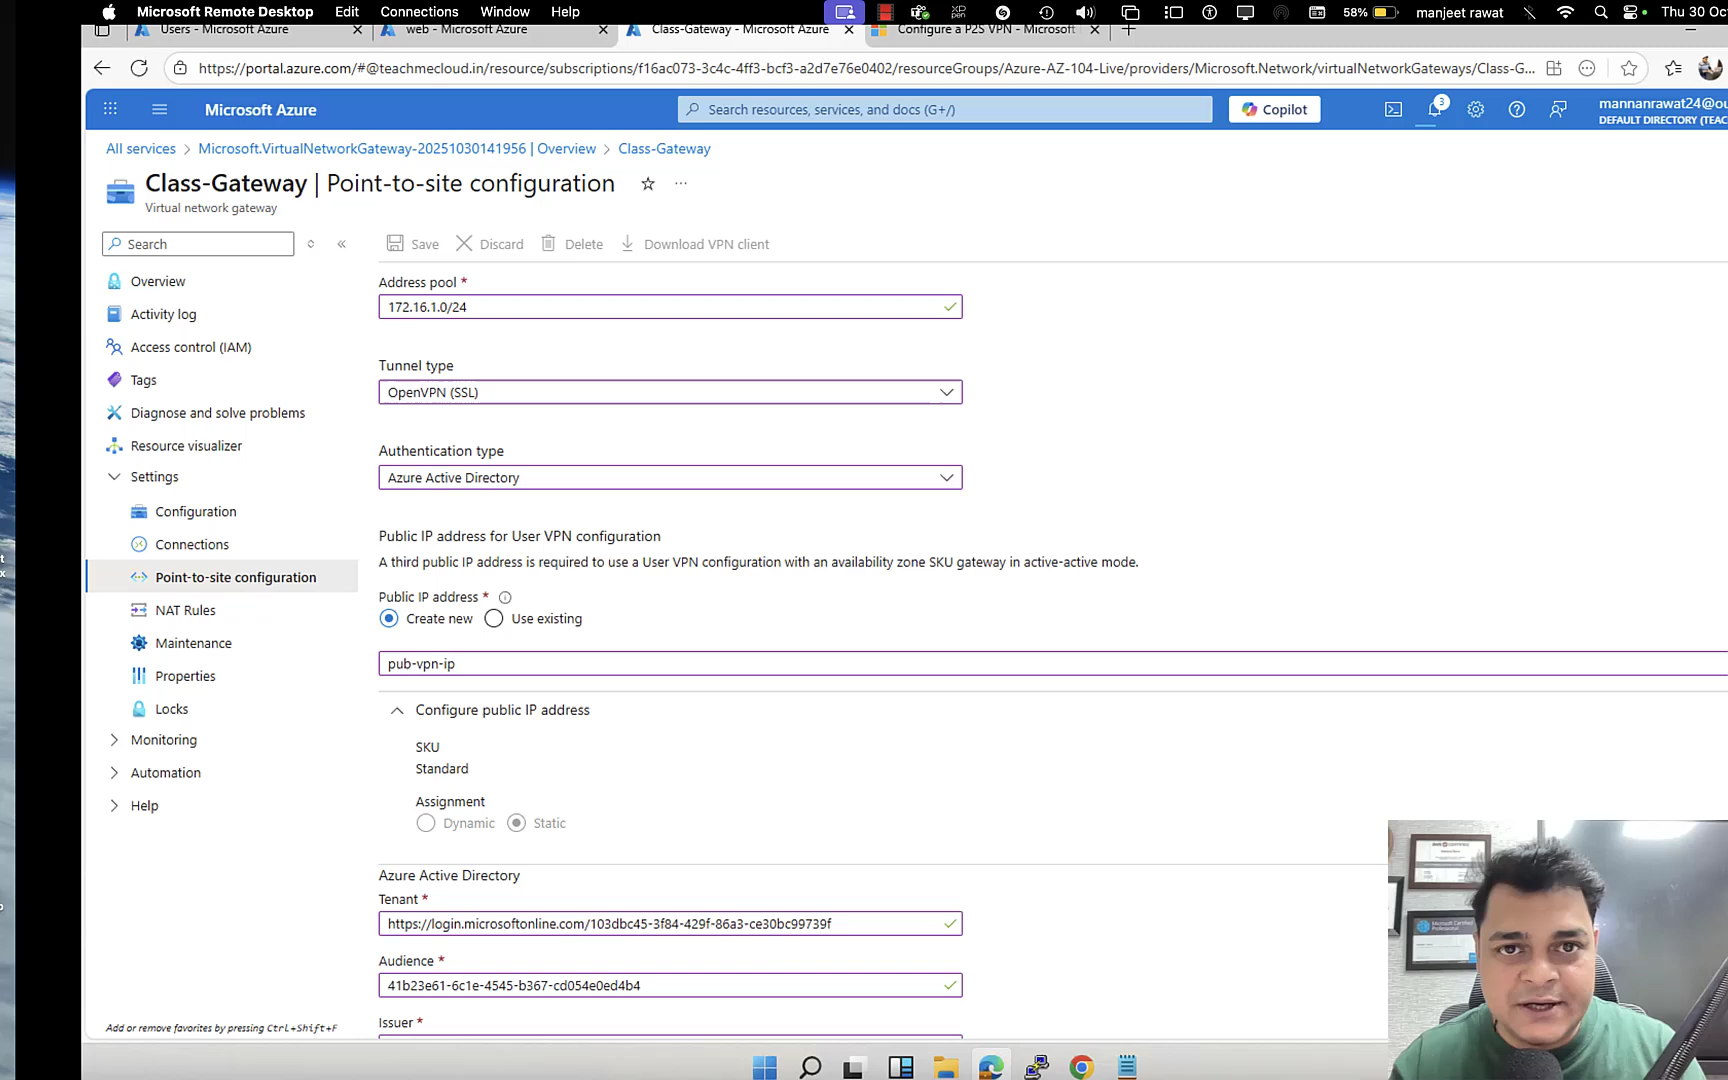 Microsoft Remote Desktop Edit Connections Window Help 58% manjeet rawat Thu 30 Oc
Users - Microsoft Azure
web - Microsoft Azure
Class-Gateway - Microsoft Azure
Configure a P2S VPN - Microsoft
https://portal.azure.com/#@teachmecloud.in/resource/subscriptions/f16ac073-3c4c-4ff3-bcf3-a2d7e76e0402/resourceGroups/Azure-AZ-104-Live/providers/Microsoft.Network/virtualNetworkGateways/Class-G...
Microsoft Azure
Search resources, services, and docs (G+/)
Copilot
3
mannanrawat24@ou
DEFAULT DIRECTORY (TEAC
All services > Microsoft.VirtualNetworkGateway-20251030141956 | Overview > Class-Gateway
Class-Gateway | Point-to-site configuration
Virtual network gateway
Search
Save Discard Delete Download VPN client
Overview
Activity log
Access control (IAM)
Tags
Diagnose and solve problems
Resource visualizer
Settings
Configuration
Connections
Point-to-site configuration
NAT Rules
Maintenance
Properties
Locks
Monitoring
Automation
Help
Add or remove favorites by pressing Ctrl+Shift+F
Address pool *
172.16.1.0/24
Tunnel type
OpenVPN (SSL)
Authentication type
Azure Active Directory
Public IP address for User VPN configuration
A third public IP address is required to use a User VPN configuration with an availability zone SKU gateway in active-active mode.
Public IP address *
Create new Use existing
pub-vpn-ip
Configure public IP address
SKU
Standard
Assignment
Dynamic Static
Azure Active Directory
Tenant *
https://login.microsoftonline.com/103dbc45-3f84-429f-86a3-ce30bc99739f
Audience *
41b23e61-6c1e-4545-b367-cd054e0ed4b4
Issuer *